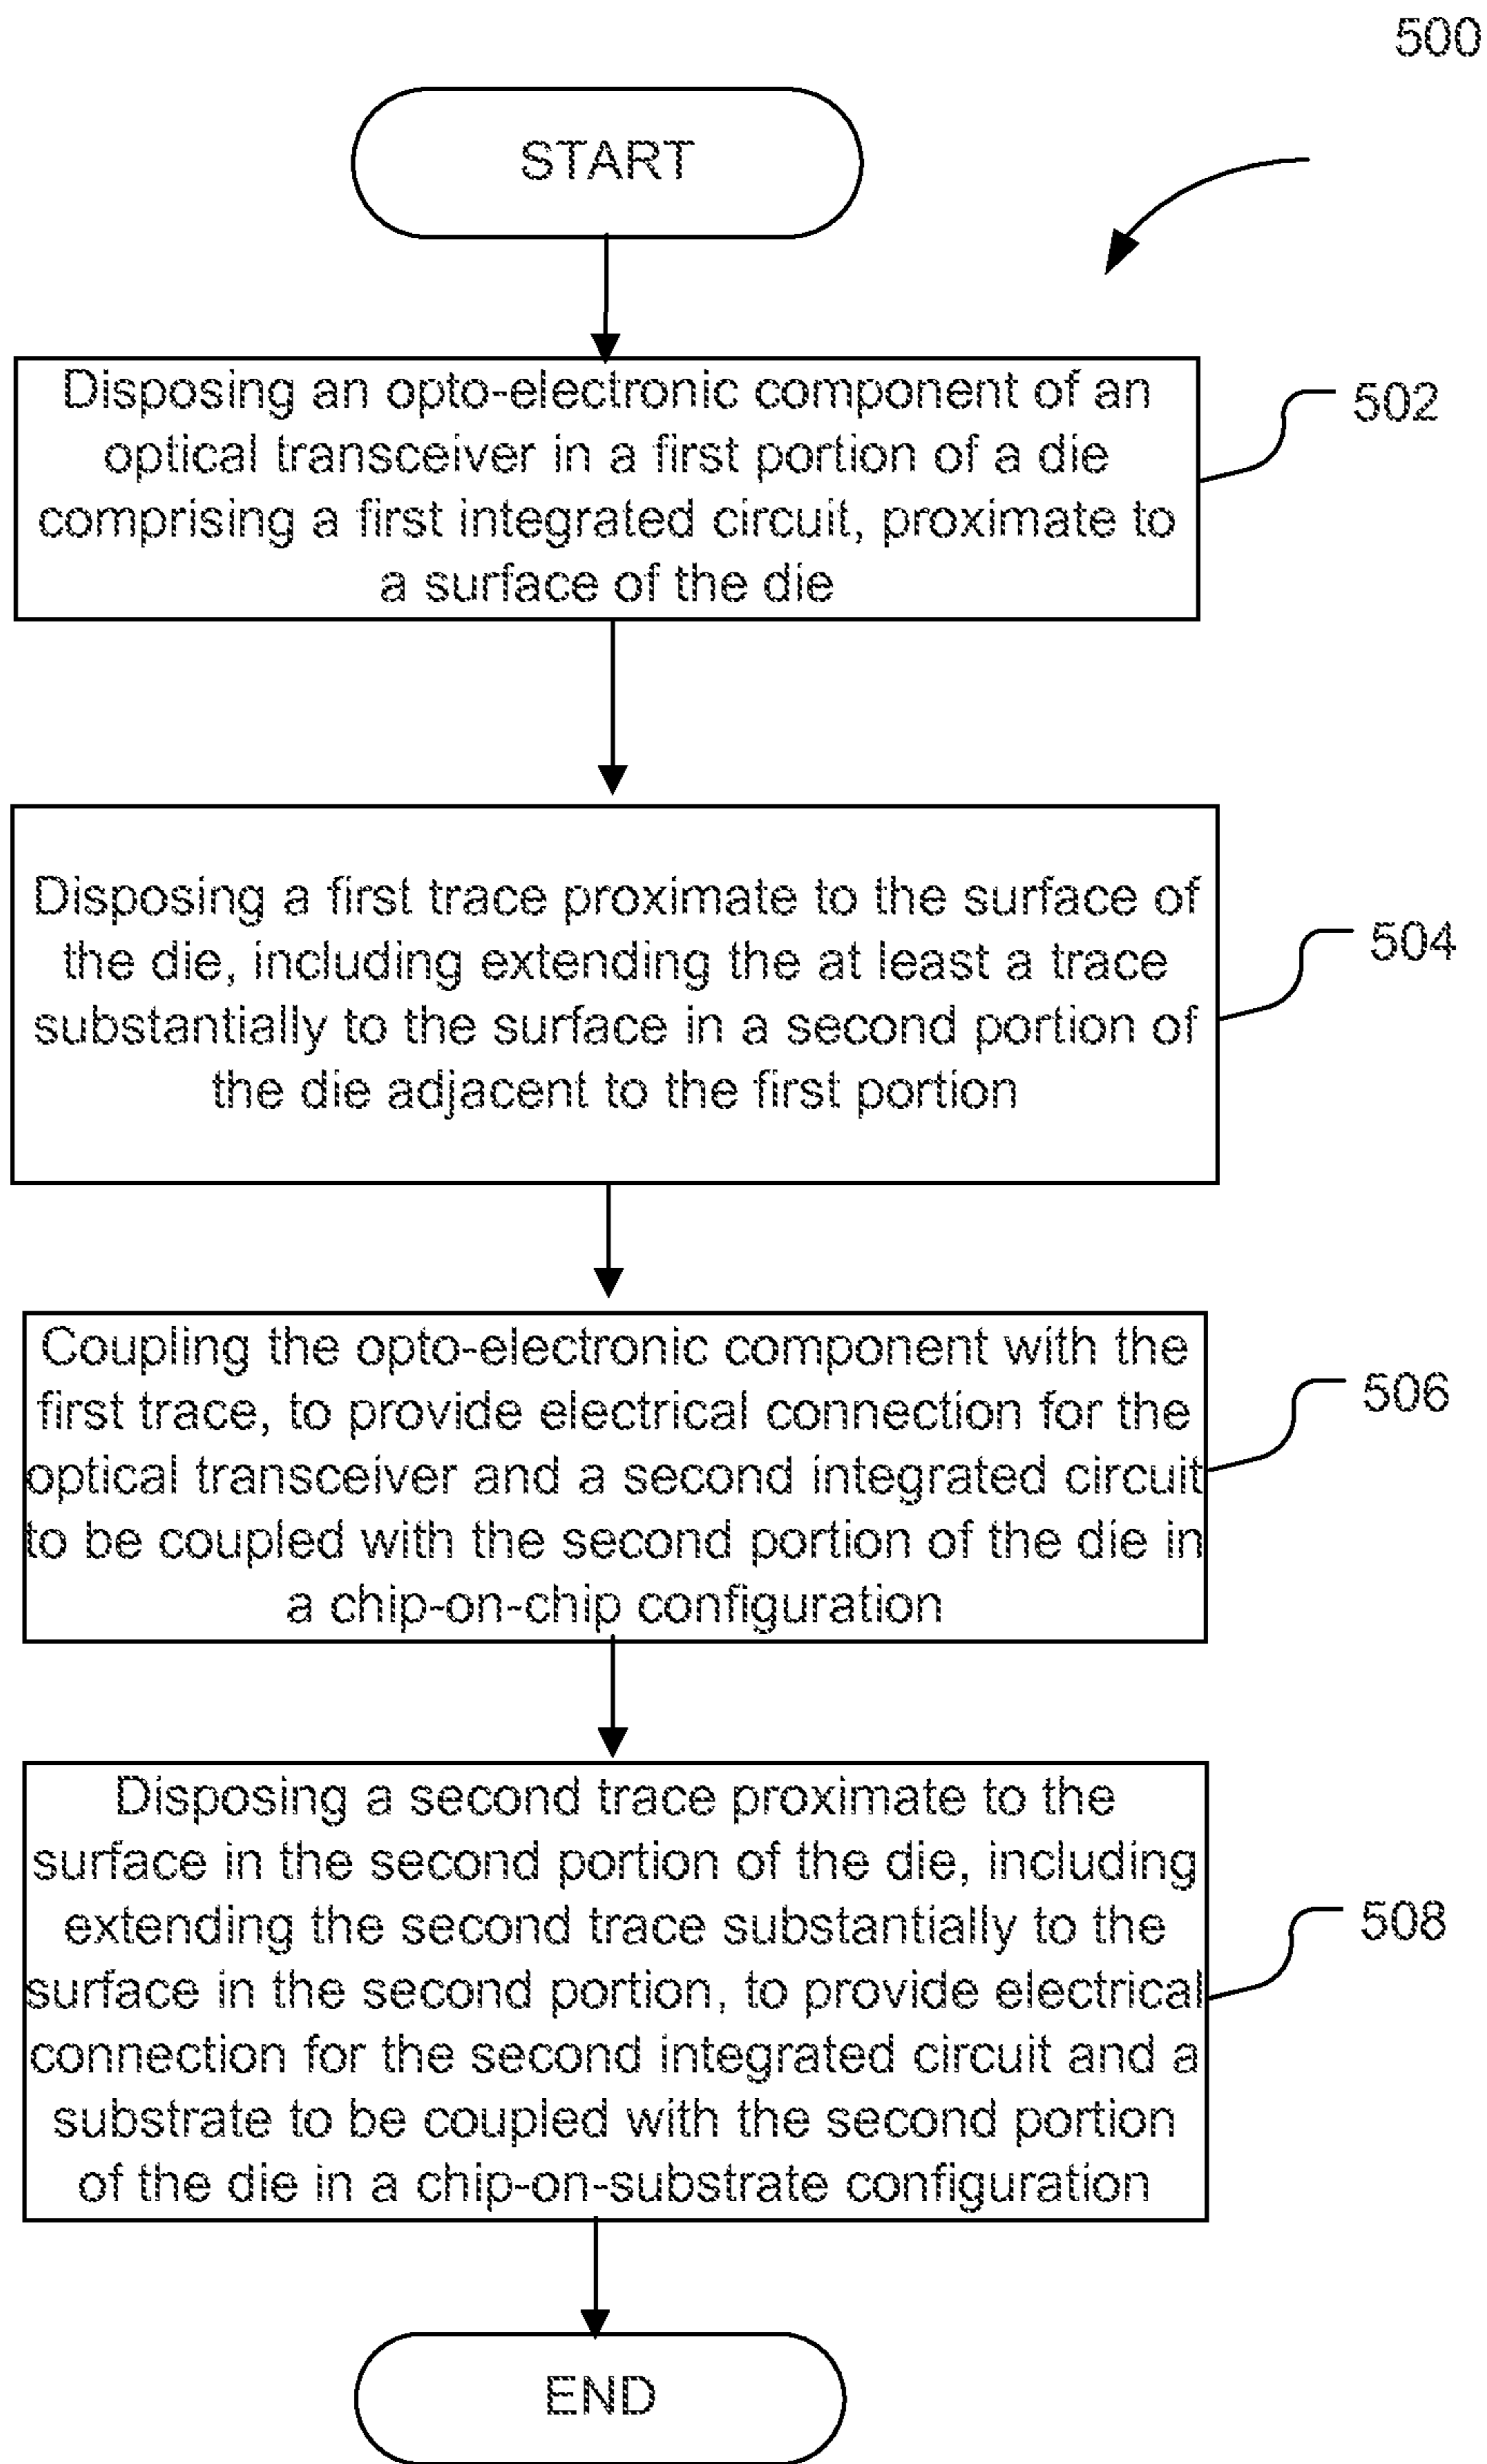 500
START
Disposing an opto-electronic component of an
optical transceiver in a first portion of a die
comprising a first integrated circuit, proximate to
a surface of the die
502
Disposing a first trace proximate to the surface of
the die, including extending the at least a trace
substantially to the surface in a second portion of
the die adjacent to the first portion
504
Coupling the opto-electronic component with the
first trace, to provide electrical connection for the
optical transceiver and a second integrated circuit
to be coupled with the second portion of the die in
a chip-on-chip configuration
506
Disposing a second trace proximate to the
surface in the second portion of the die, including
extending the second trace substantially to the
surface in the second portion, to provide electrical
connection for the second integrated circuit and a
substrate to be coupled with the second portion
of the die in a chip-on-substrate configuration
508
END